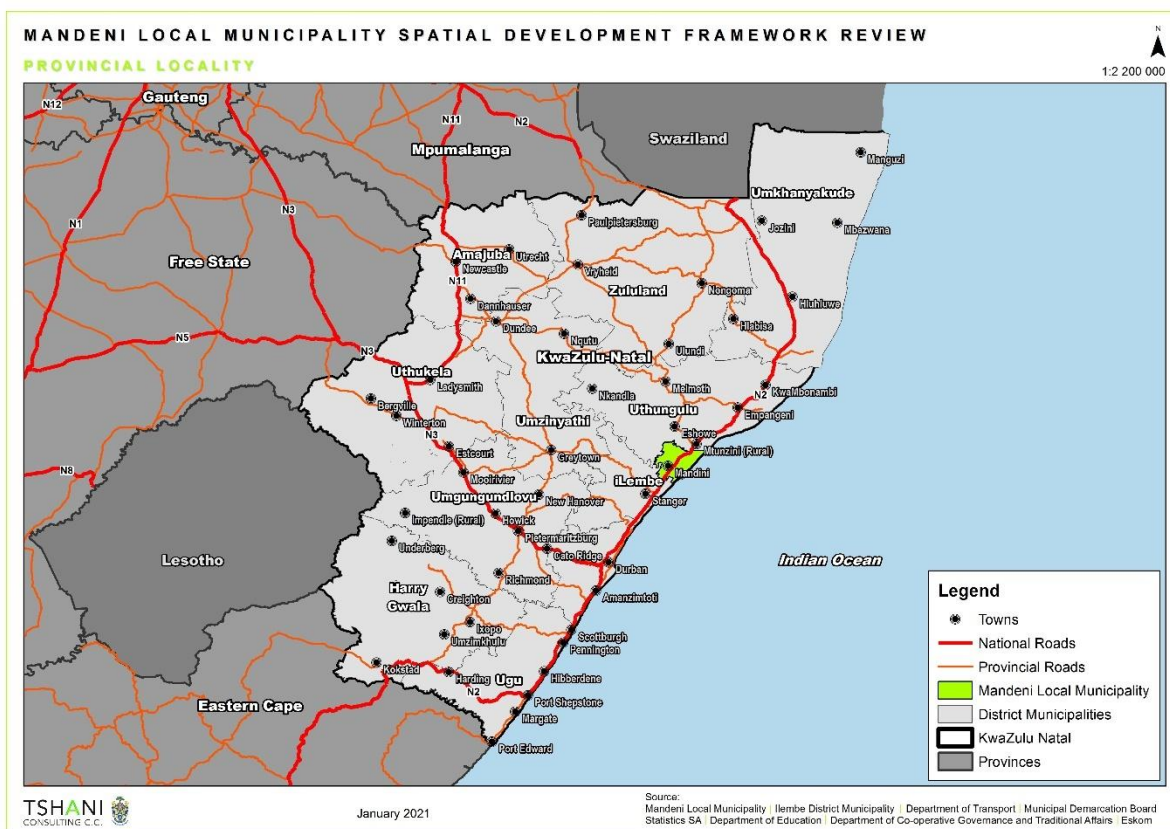 MANDENI LOCAL MUNICIPALITY SPATIAL DEVELOPMENT FRAMEWORK REVIEW
PROVINCIAL LOCALITY
N
1:2 200 000
N12
Gauteng
N11
N2
Mpumalanga
Swaziland
Manguzi
Umkhanyakude
N1
N3
Paulpietersburg
Jozini
Mbazwana
Free State
Amajuba
Utrecht
Newcastle
Vryheid
N11
Zululand
Nongoma
Hluhluwe
Dannhauser
Dundee
Hlabisa
N5
Nqutu
Ulundi
N3
KwaZulu-Natal
Uthukela
Ladysmith
Nkandla
Melmoth
KwaMbonambi
N2
Bergville
Winterton
Uthungulu
Empangeni
Umzinyathi
Eshowe
N3
Estcourt
Greytown
Mtunzini (Rural)
N8
Mooirivier
Mandini
iLembe
Umgungundlovu
New Hanover
Stanger
Impendle (Rural)
Howick
Pietermaritzburg
Underberg
Cato Ridge
Lesotho
Durban
Indian Ocean
Richmond
Harry
Gwala
Creighton
Amanzimtoti
Ixopo
Umzimkhulu
Scottburgh
Pennington
Kokstad
Harding
Hibberdene
Ugu
N2
Port Shepstone
Eastern Cape
Margate
Port Edward
Legend
Towns
National Roads
Provincial Roads
Mandeni Local Municipality
District Municipalities
KwaZulu Natal
Provinces
TSHANI
CONSULTING C.C.
January 2021
Source:
Mandeni Local Municipality | Ilembe District Municipality | Department of Transport | Municipal Demarcation Board
Statistics SA | Department of Education | Department of Co-operative Governance and Traditional Affairs | Eskom